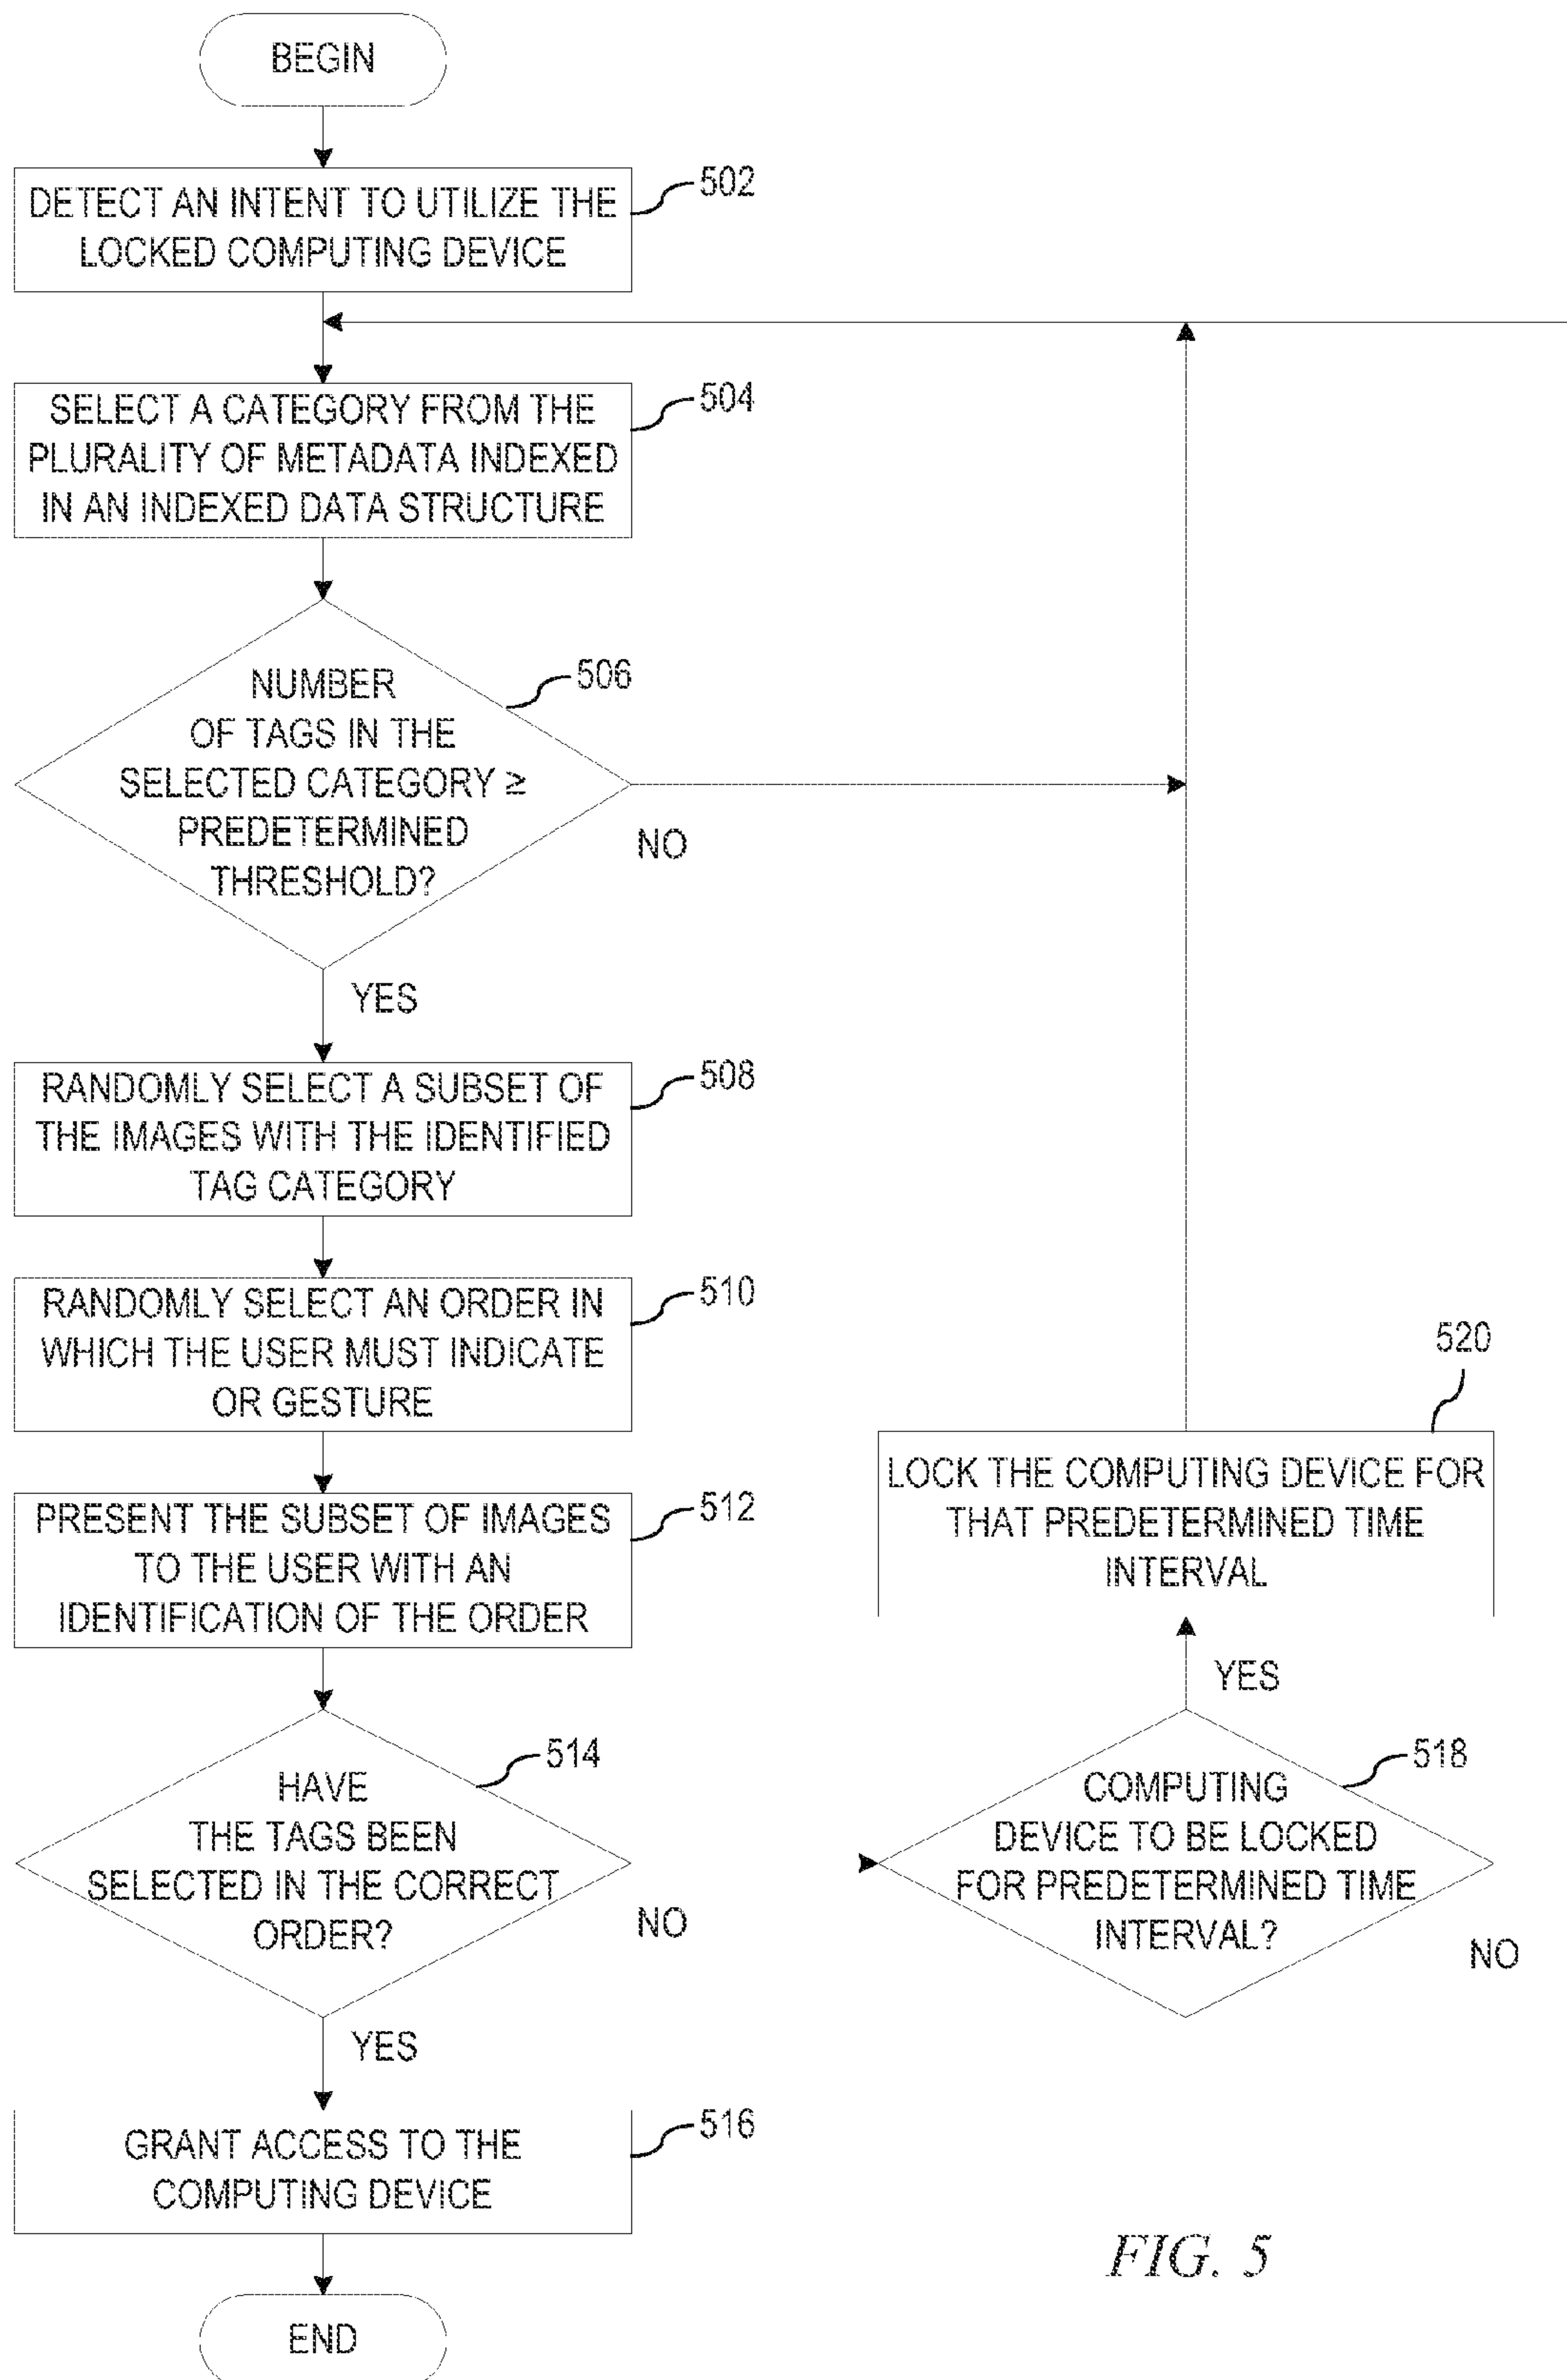 BEGIN
DETECT AN INTENT TO UTILIZE THE
LOCKED COMPUTING DEVICE
502
SELECT A CATEGORY FROM THE
PLURALITY OF METADATA INDEXED
IN AN INDEXED DATA STRUCTURE
504
NUMBER
OF TAGS IN THE
SELECTED CATEGORY ≥
PREDETERMINED
THRESHOLD?
506
NO
YES
RANDOMLY SELECT A SUBSET OF
THE IMAGES WITH THE IDENTIFIED
TAG CATEGORY
508
RANDOMLY SELECT AN ORDER IN
WHICH THE USER MUST INDICATE
OR GESTURE
510
PRESENT THE SUBSET OF IMAGES
TO THE USER WITH AN
IDENTIFICATION OF THE ORDER
512
HAVE
THE TAGS BEEN
SELECTED IN THE CORRECT
ORDER?
514
NO
YES
GRANT ACCESS TO THE
COMPUTING DEVICE
516
END
520
LOCK THE COMPUTING DEVICE FOR
THAT PREDETERMINED TIME
INTERVAL
YES
COMPUTING
DEVICE TO BE LOCKED
FOR PREDETERMINED TIME
INTERVAL?
518
NO
FIG. 5